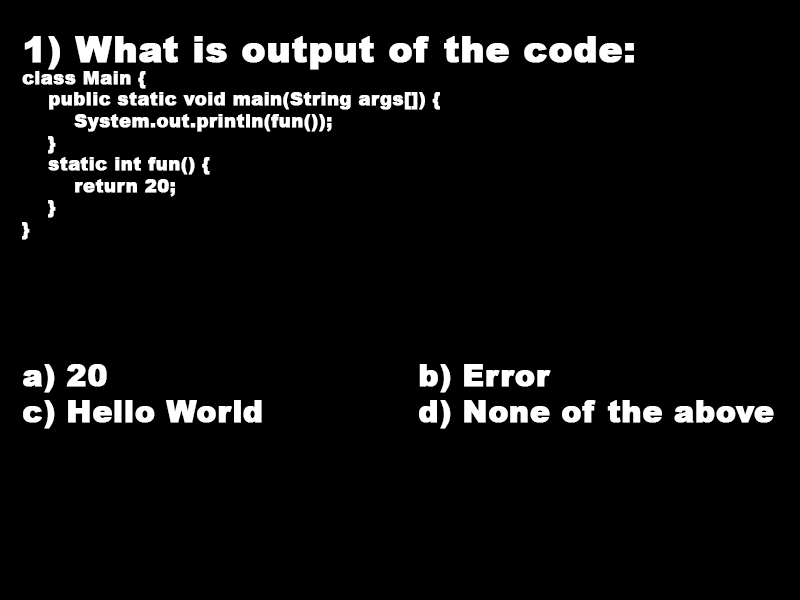 1) What is output of the code:
class Main {
    public static void main(String args[]) {
        System.out.println(fun());
    }
    static int fun() {
        return 20;
    }
}
a) 20 b) Error
c) Hello World d) None of the above